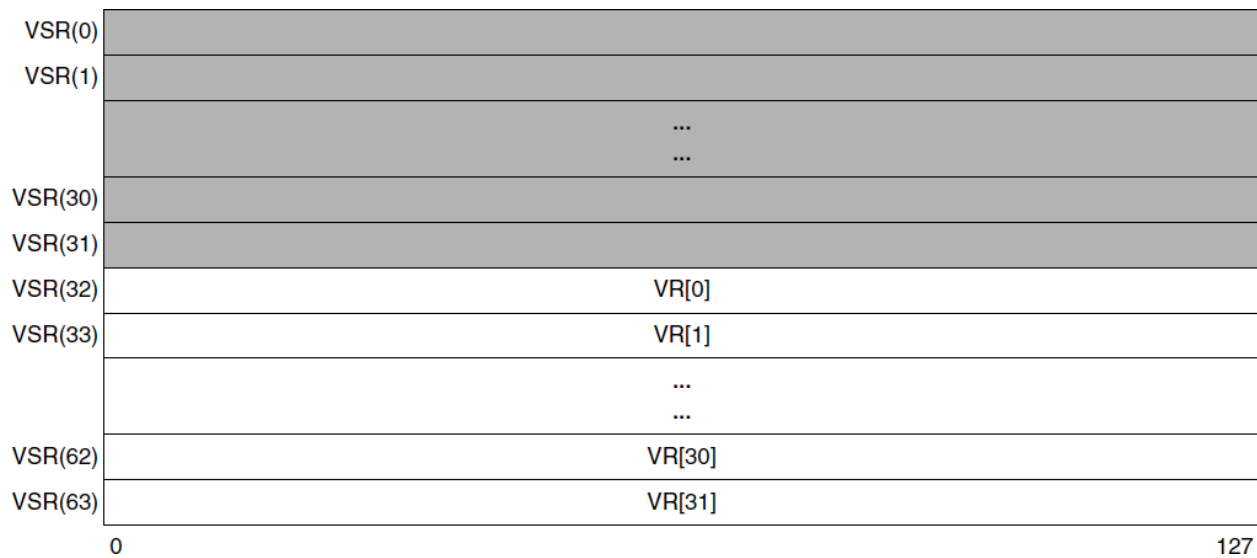 VSR(0)
VSR(1)
...
...
VSR(30)
VSR(31)
VSR(32) VR[0]
VSR(33) VR[1]
...
...
VSR(62) VR[30]
VSR(63) VR[31]
0 127